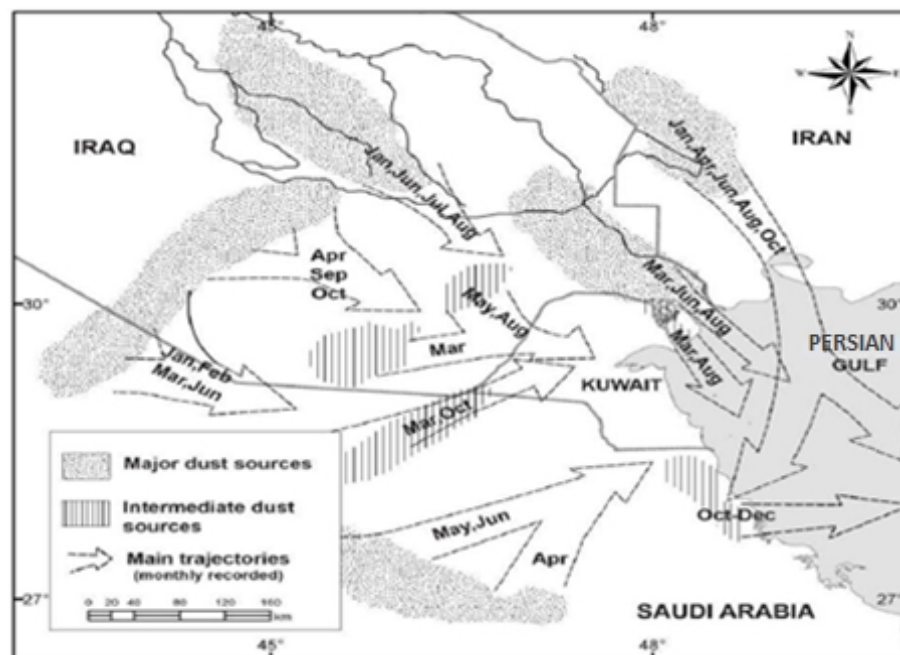 45°
48°
N
W
E
S
IRAQ
IRAN
Jan,Jun,Jul,Aug
Jan,Apr,Jun,Aug,Oct
Apr
Sep
Oct
30°
30°
May,Aug
Mar,Jun,Aug
Mar
Mar,Aug
PERSIAN
GULF
Jan,Feb
Mar,Jun
KUWAIT
Mar,Oct
Major dust sources
Intermediate dust
sources
Main trajectories
(monthly recorded)
0 20 40 80 120 160
km
May,Jun
Apr
Oct-Dec
27°
27°
SAUDI ARABIA
45°
48°